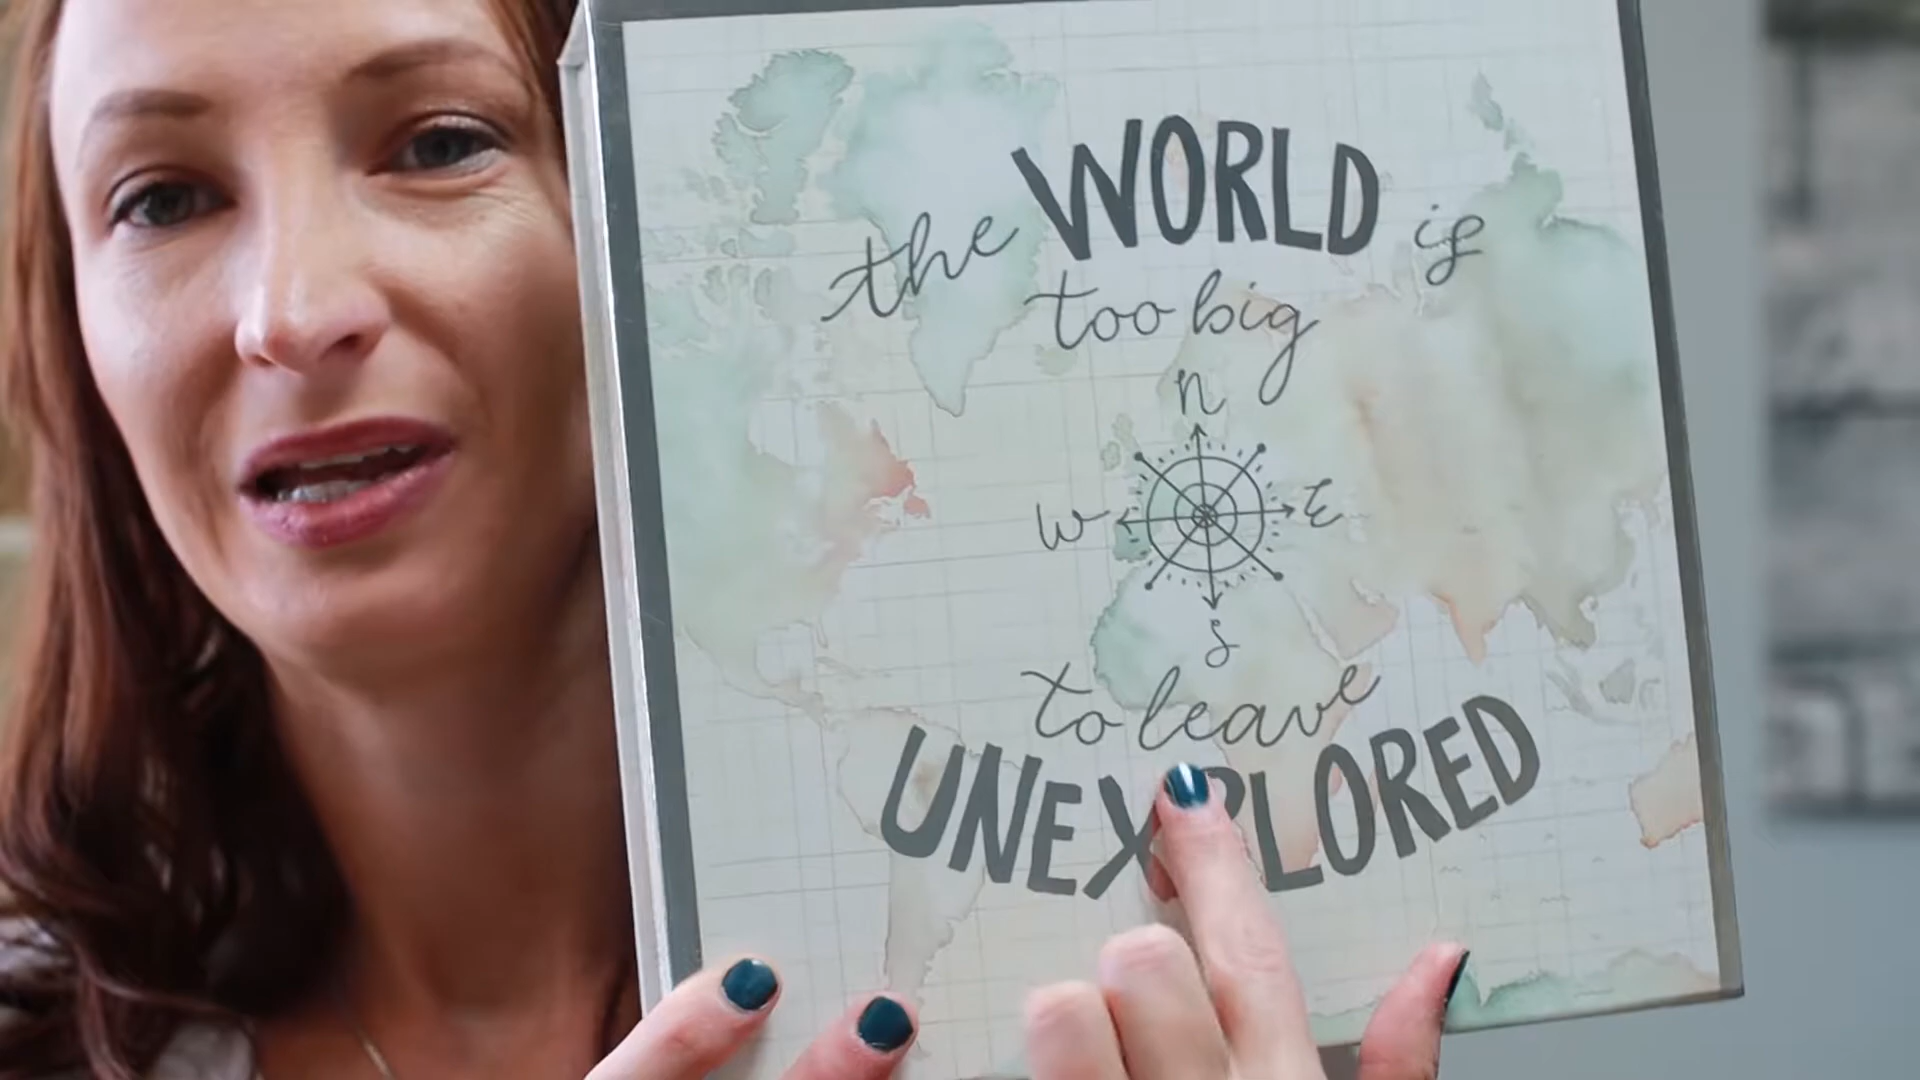 the WORLD is
too big
n
W E
S
to leave
UNEXPLORED